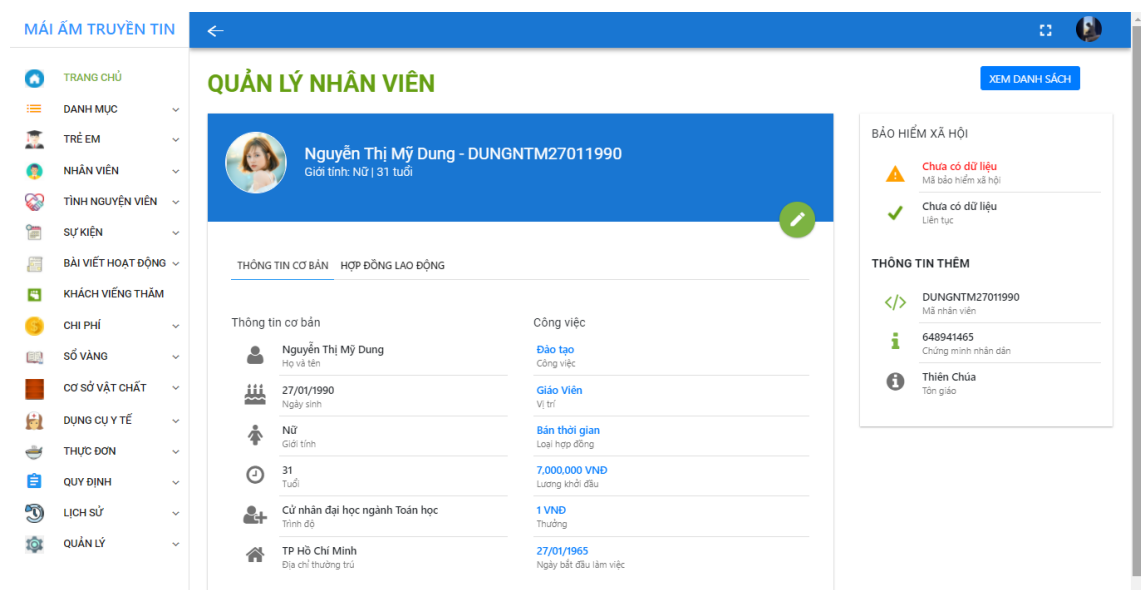 MÁI ẤM TRUYỀN TIN
TRANG CHỦ
DANH MỤC
TRẺ EM
NHÂN VIÊN
TÌNH NGUYỆN VIÊN
SỰ KIỆN
BÀI VIẾT HOẠT ĐỘNG
KHÁCH VIẾNG THĂM
CHI PHÍ
SỔ VÀNG
CƠ SỞ VẬT CHẤT
DỤNG CỤ Y TẾ
THỰC ĐƠN
QUY ĐỊNH
LỊCH SỬ
QUẢN LÝ
QUẢN LÝ NHÂN VIÊN
XEM DANH SÁCH
Nguyễn Thị Mỹ Dung - DUNGNTM27011990
Giới tính: Nữ | 31 tuổi
THÔNG TIN CƠ BẢN HỢP ĐỒNG LAO ĐỘNG
Thông tin cơ bản
Nguyễn Thị Mỹ Dung
Họ và tên
27/01/1990
Ngày sinh
Nữ
Giới tính
31
Tuổi
Cử nhân đại học ngành Toán học
Trình độ
TP Hồ Chí Minh
Địa chỉ thường trú
Công việc
Đào tạo
Công việc
Giáo Viên
Vị trí
Bán thời gian
Loại hợp đồng
7,000,000 VNĐ
Lương khởi đầu
1 VNĐ
Thưởng
27/01/1965
Ngày bắt đầu làm việc
BẢO HIỂM XÃ HỘI
Chưa có dữ liệu
Mã bảo hiểm xã hội
Chưa có dữ liệu
Liên tục
THÔNG TIN THÊM
DUNGNTM27011990
Mã nhân viên
648941465
Chứng minh nhân dân
Thiên Chúa
Tôn giáo